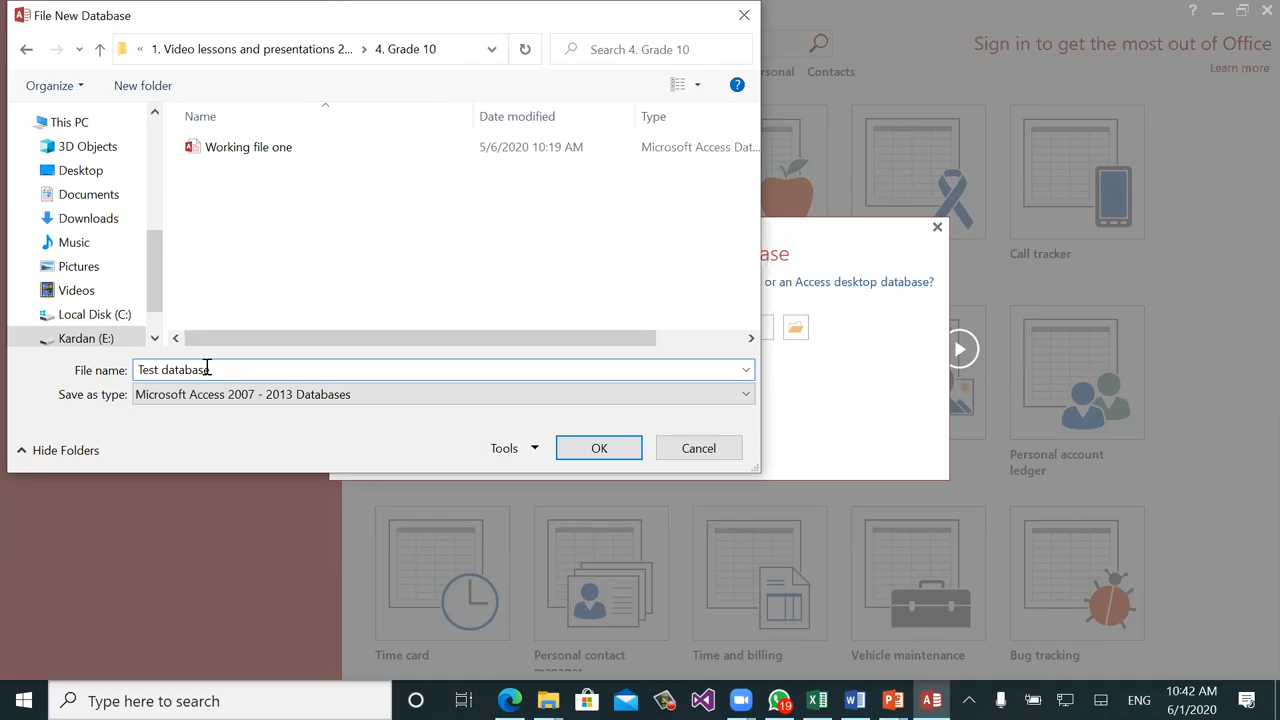 File New Database
« 1. Video lessons and presentations 2... > 4. Grade 10
Search 4. Grade 10
Organize
New folder
Name
Date modified
Type
This PC
3D Objects
Desktop
Documents
Downloads
Music
Pictures
Videos
Local Disk (C:)
Kardan (E:)
Working file one
5/6/2020 10:19 AM
Microsoft Access Dat...
File name: Test database
Save as type: Microsoft Access 2007 - 2013 Databases
Hide Folders
Tools
OK
Cancel
Sign in to get the most out of Office
Learn more
rsonal
Contacts
ase
or an Access desktop database?
Call tracker
Personal account
ledger
Time card
Personal contact
Time and billing
Vehicle maintenance
Bug tracking
Type here to search
19
ENG
10:42 AM
6/1/2020